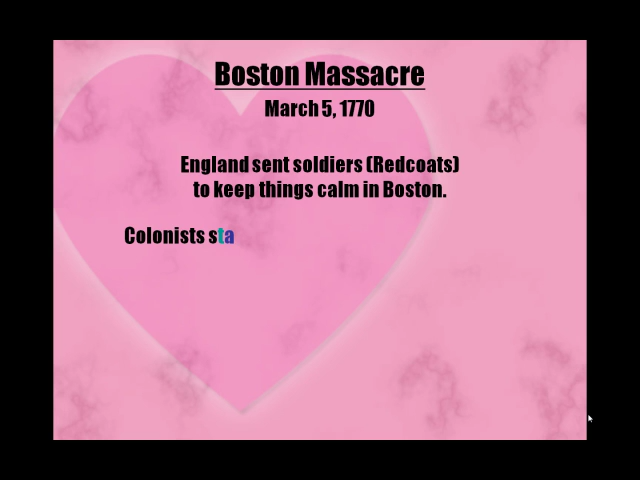 Boston Massacre
March 5, 1770
England sent soldiers (Redcoats)
to keep things calm in Boston.
Colonists sta